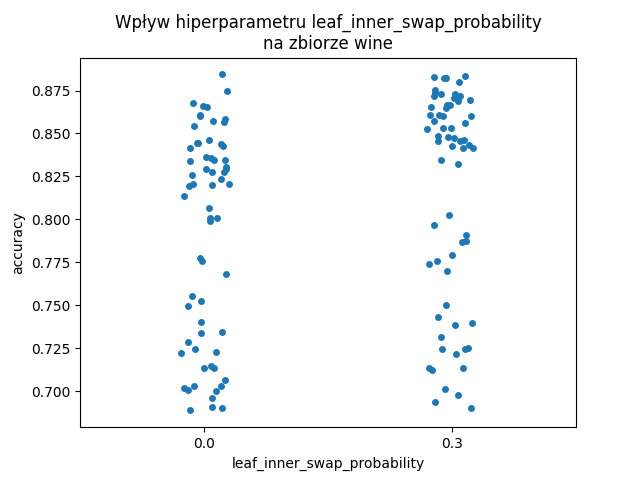 Wpływ hiperparametru leaf_inner_swap_probability
na zbiorze wine
0.875
0.850
0.825
0.800
0.775
0.750
0.725
0.700
accuracy
0.0
0.3
leaf_inner_swap_probability